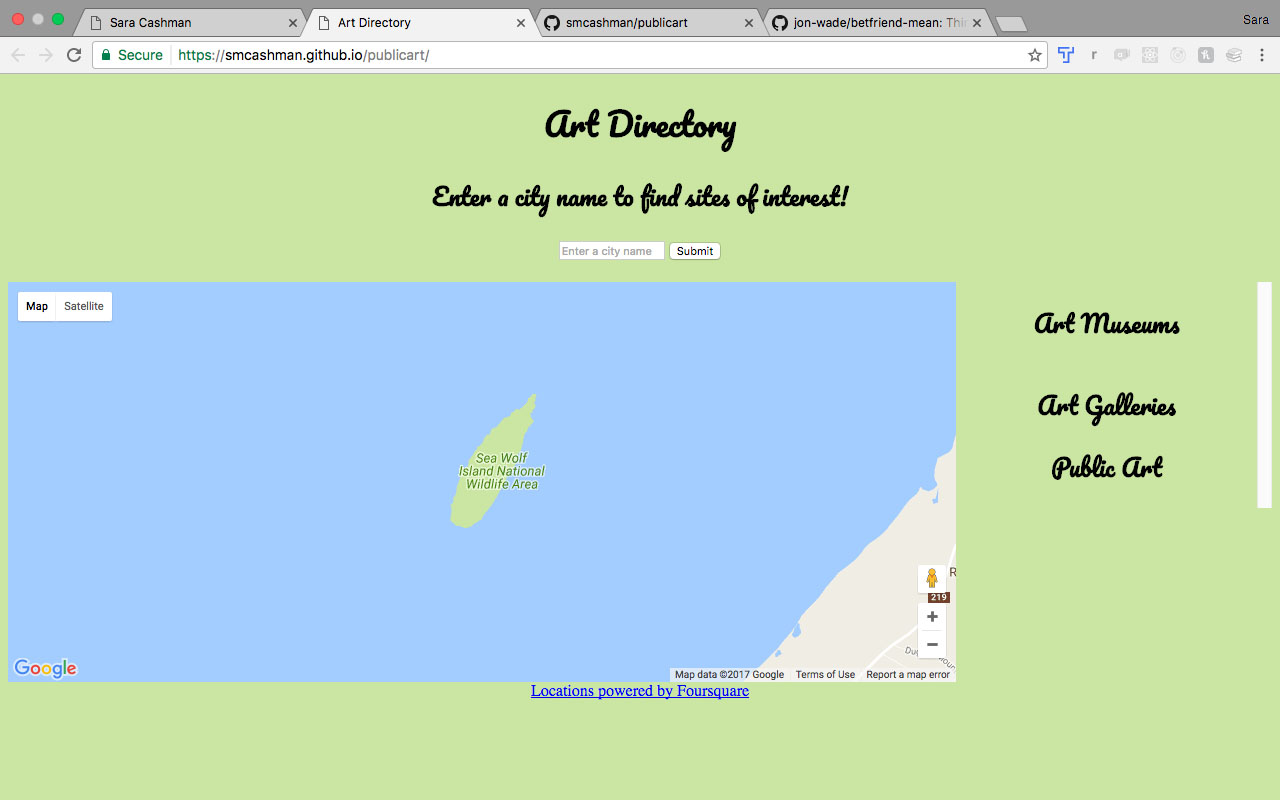 Sara Cashman
Art Directory
smcashman/publicart
jon-wade/betfriend-mean: Thi
Sara
Secure
https://smcashman.github.io/publicart/
r
Art Directory
Enter a city name to find sites of interest!
Enter a city name
Submit
Map
Satellite
Sea Wolf
Island National
Wildlife Area
R
219
Google
Map data ©2017 Google
Terms of Use
Report a map error
Art Museums
Art Galleries
Public Art
Locations powered by Foursquare